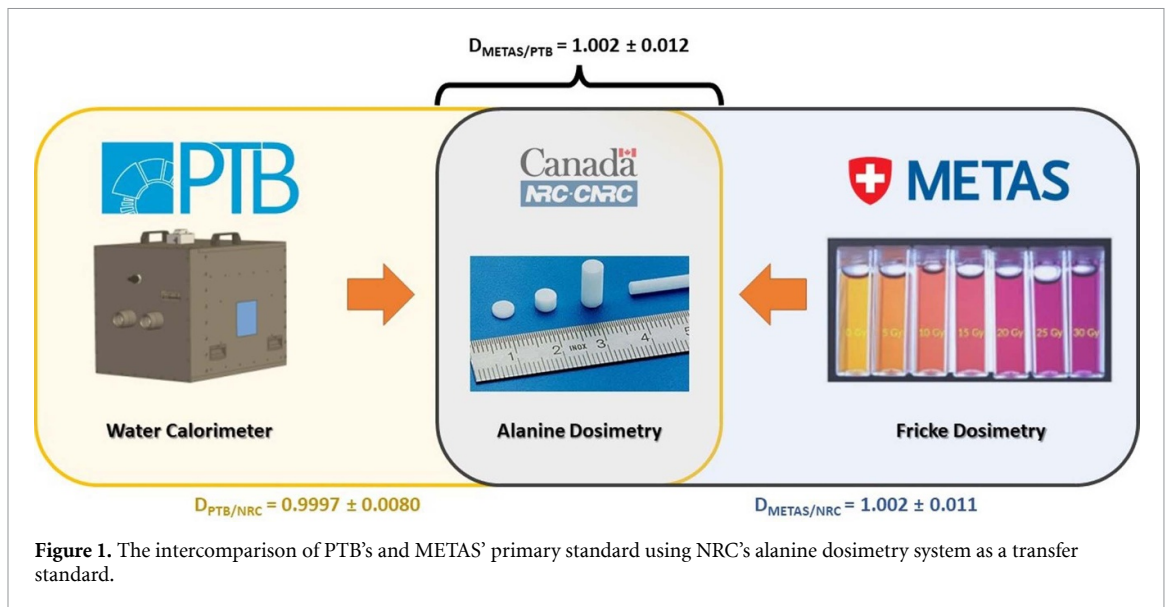 D_METAS/PTB = 1.002 ± 0.012
PTB
Canada
NRC·CNRC
METAS
0 Gy 5 Gy 10 Gy 15 Gy 20 Gy 25 Gy 30 Gy
1 2 INOX 3 4 5
Water Calorimeter
Alanine Dosimetry
Fricke Dosimetry
D_PTB/NRC = 0.9997 ± 0.0080
D_METAS/NRC = 1.002 ± 0.011
Figure 1. The intercomparison of PTB's and METAS' primary standard using NRC's alanine dosimetry system as a transfer
standard.